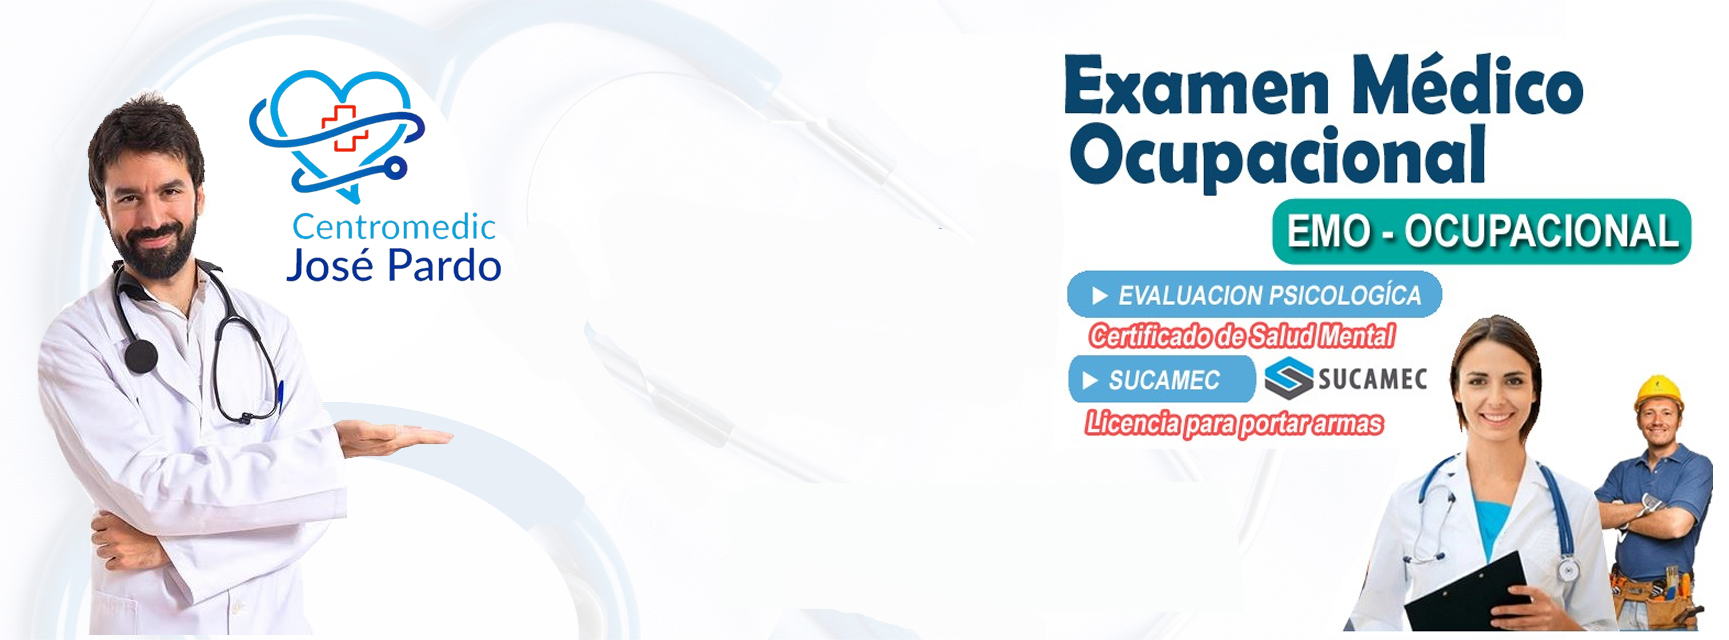 Centromedic
José Pardo
Examen Médico
Ocupacional
EMO - OCUPACIONAL
EVALUACION PSICOLOGÍCA
Certificado de Salud Mental
SUCAMEC
SUCAMEC
Licencia para portar armas